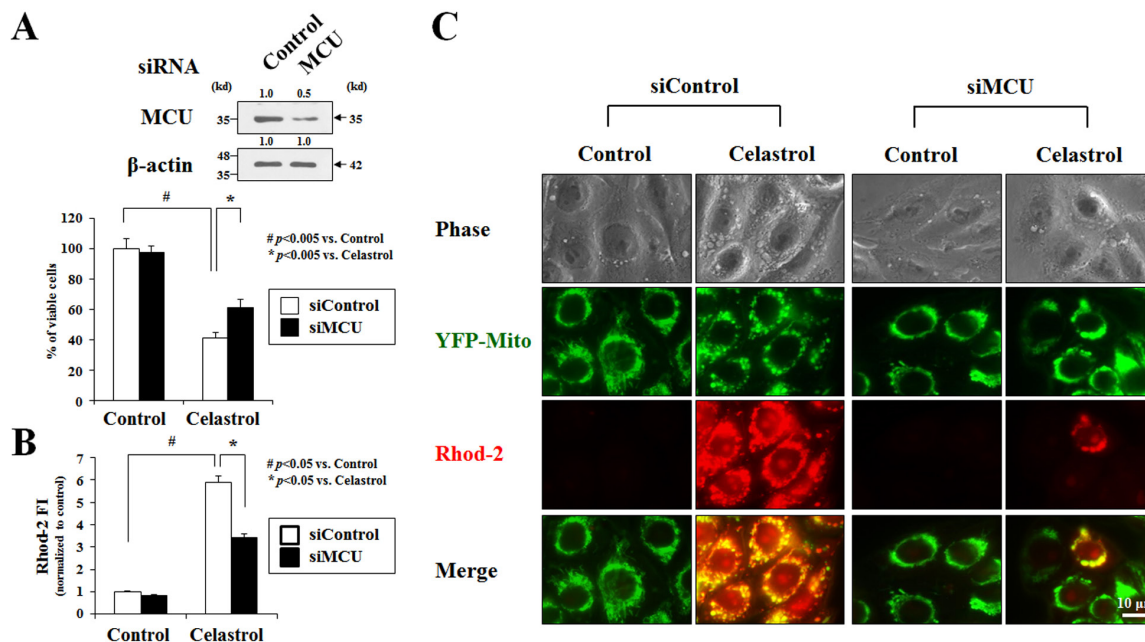 A
siRNA
Control
MCU
(kd)
(kd)
1.0 0.5
MCU
35
35
1.0 1.0
β-actin
48
35
42
# *
120
100
80
60
40
20
0
% of viable cells
# p<0.005 vs. Control
* p<0.005 vs. Celastrol
siControl
siMCU
Control Celastrol
B
# *
7
6
5
4
3
2
1
0
Rhod-2 FI
(normalized to control)
# p<0.05 vs. Control
* p<0.05 vs. Celastrol
siControl
siMCU
Control Celastrol
C
siControl siMCU
Control Celastrol Control Celastrol
Phase
YFP-Mito
Rhod-2
Merge
10 μm